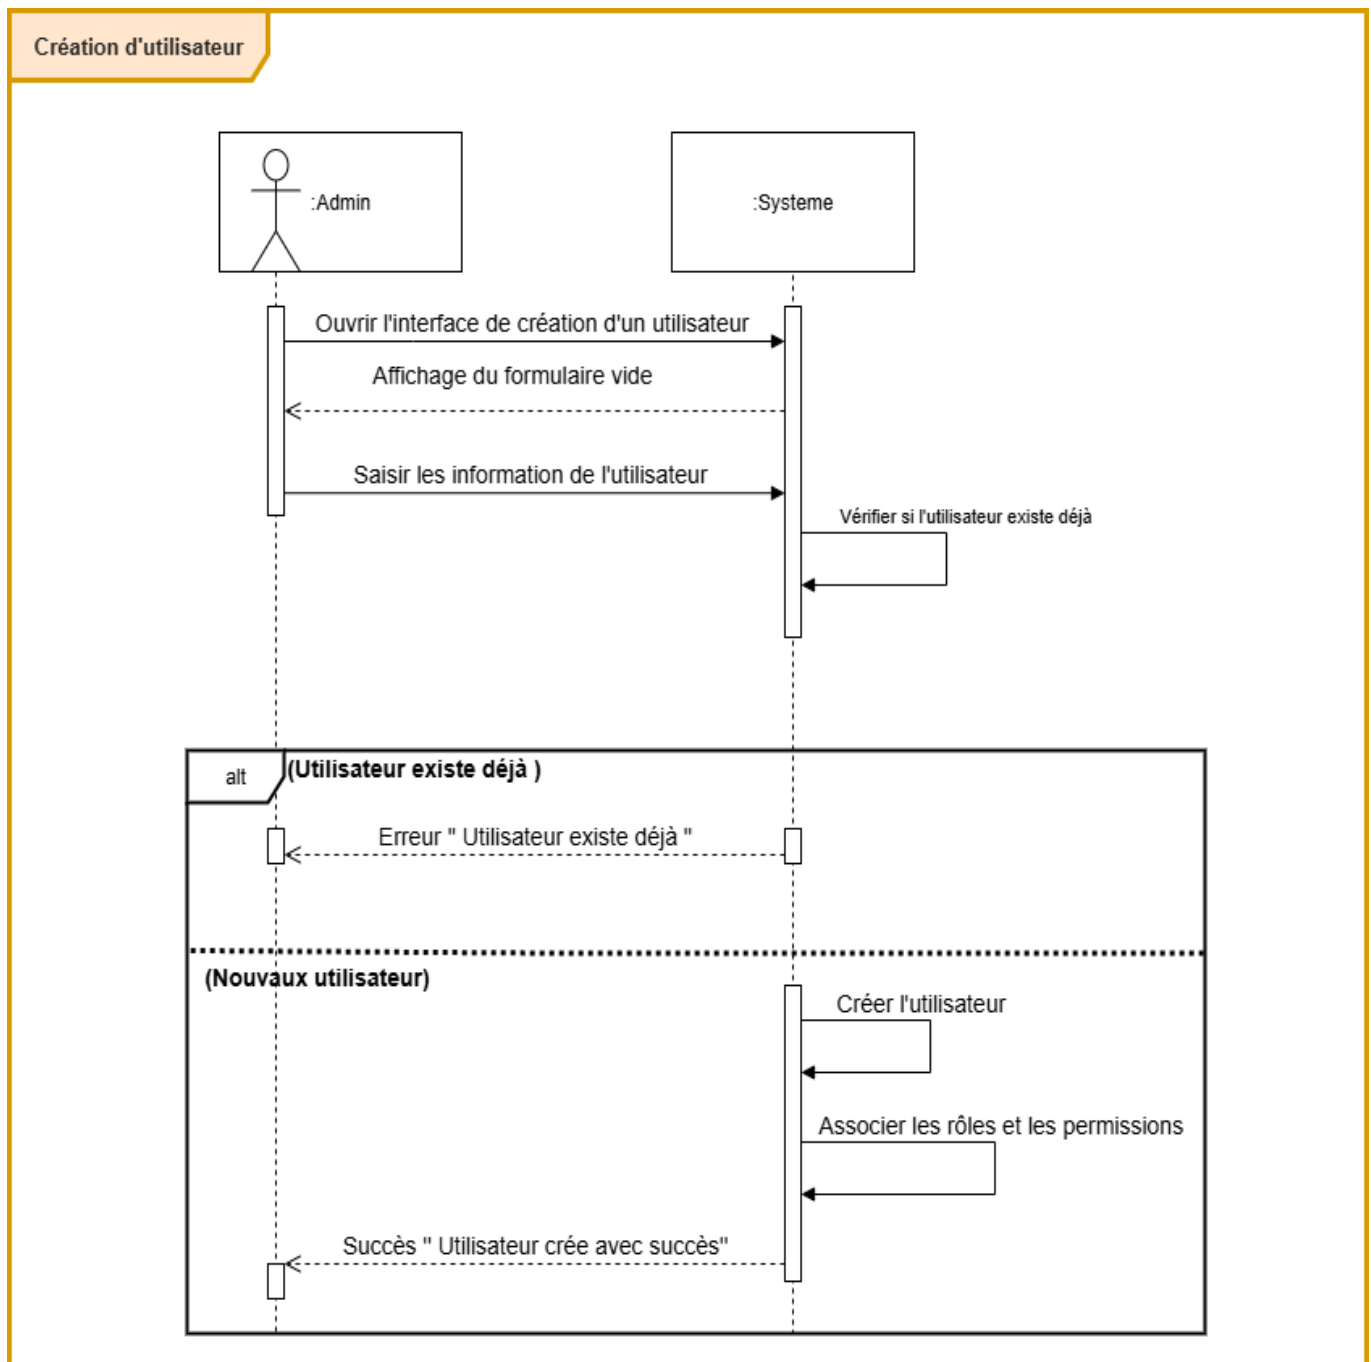 Création d'utilisateur
:Admin
:Systeme
Ouvrir l'interface de création d'un utilisateur
Affichage du formulaire vide
Saisir les information de l'utilisateur
Vérifier si l'utilisateur existe déjà
alt
(Utilisateur existe déjà )
Erreur " Utilisateur existe déjà "
(Nouvaux utilisateur)
Créer l'utilisateur
Associer les rôles et les permissions
Succès " Utilisateur crée avec succès"